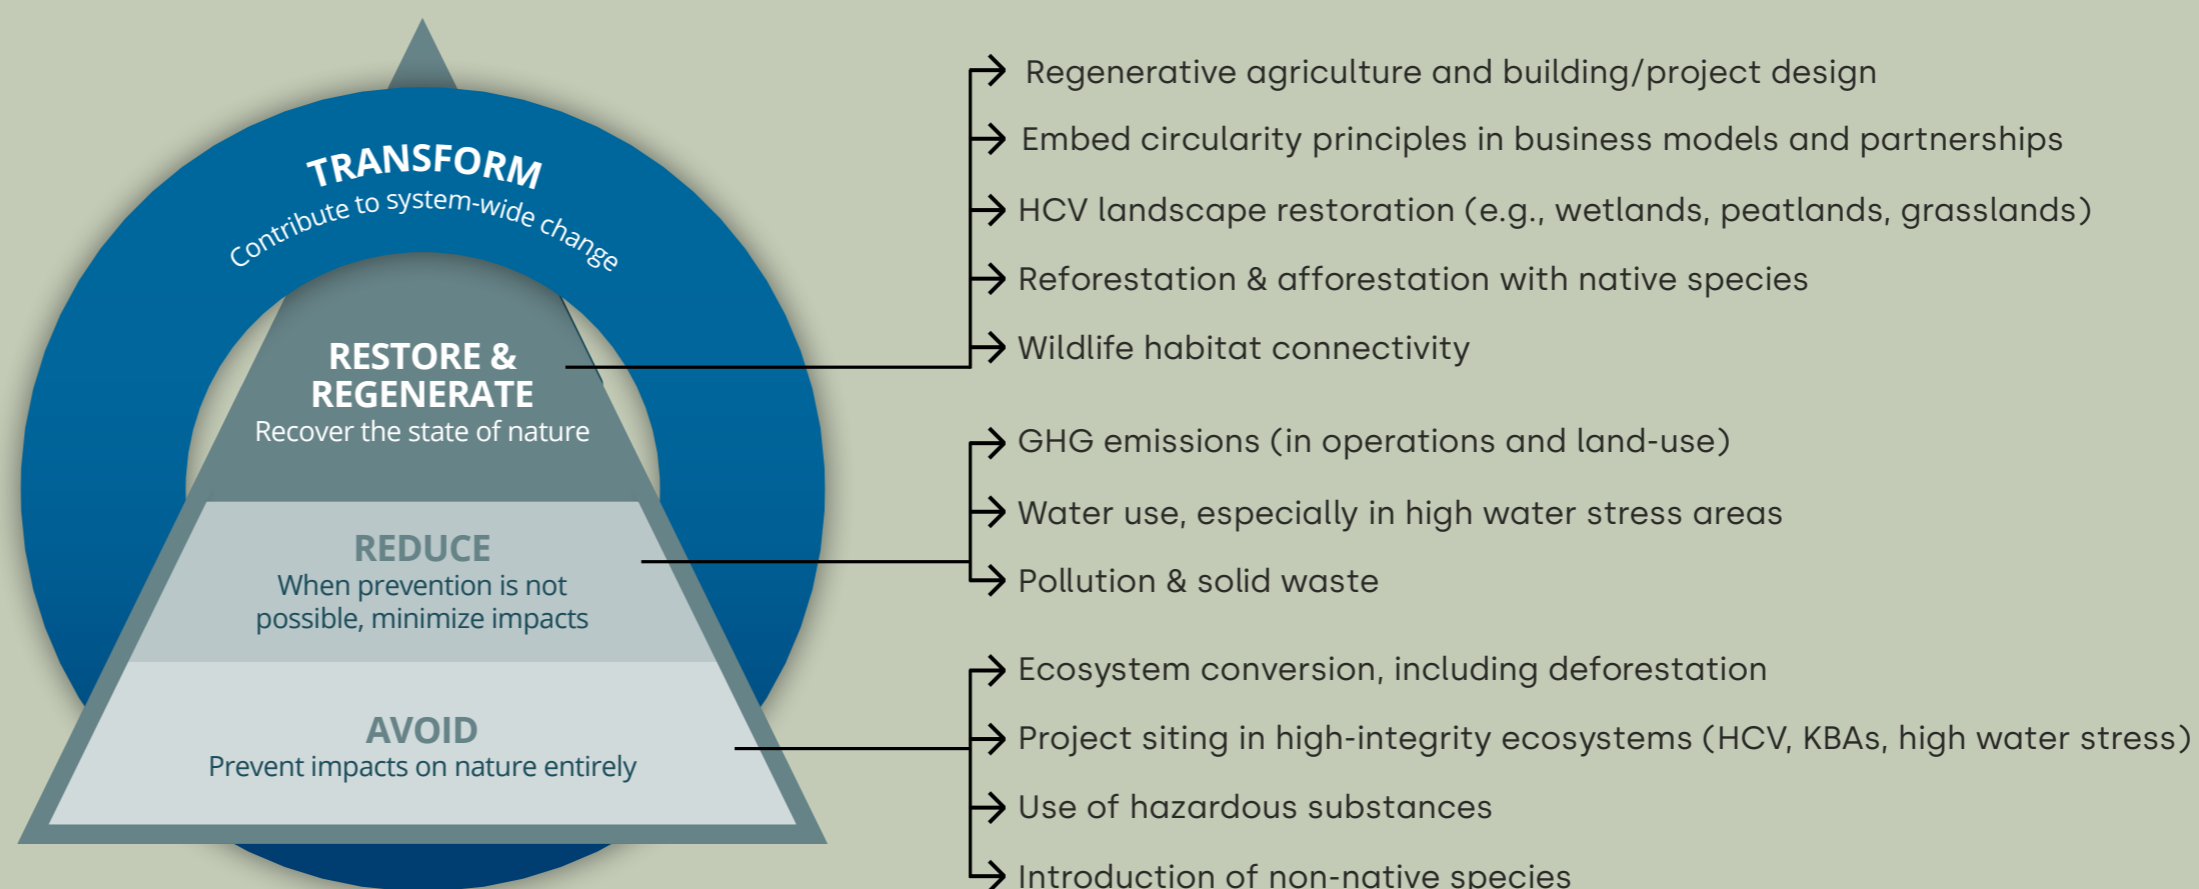 TRANSFORM
Contribute to system-wide change
RESTORE &
REGENERATE
Recover the state of nature
REDUCE
When prevention is not
possible, minimize impacts
AVOID
Prevent impacts on nature entirely
Regenerative agriculture and building/project design
Embed circularity principles in business models and partnerships
HCV landscape restoration (e.g., wetlands, peatlands, grasslands)
Reforestation & afforestation with native species
Wildlife habitat connectivity
GHG emissions (in operations and land-use)
Water use, especially in high water stress areas
Pollution & solid waste
Ecosystem conversion, including deforestation
Project siting in high-integrity ecosystems (HCV, KBAs, high water stress)
Use of hazardous substances
Introduction of non-native species